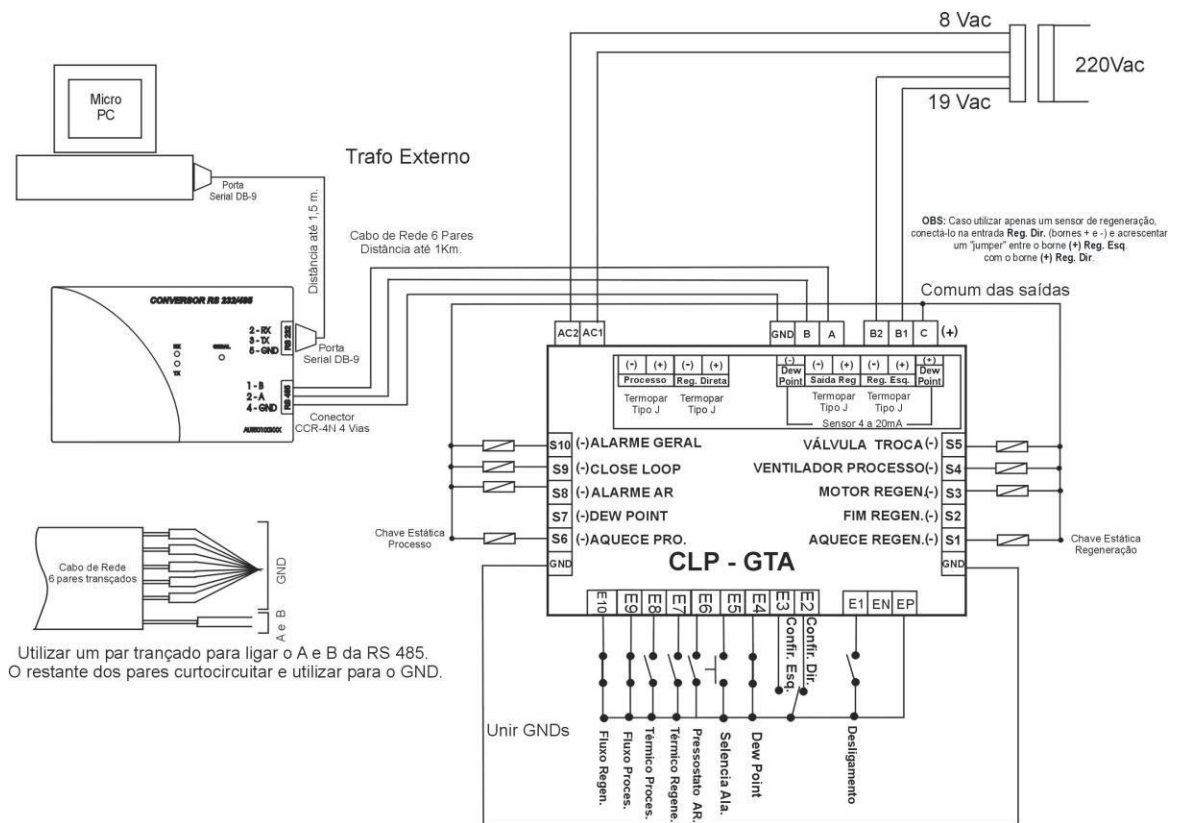 8 Vac
220Vac
19 Vac
Micro
PC
Porta
Serial DB-9
Distância até 1,5 m.
Trafo Externo
Cabo de Rede 6 Pares
Distância até 1Km.
OBS: Caso utilizar apenas um sensor de regeneração,
conectá-lo na entrada Reg. Dir. (bornes + e -) e acrescentar
um "jumper" entre o borne (+) Reg. Esq.
com o borne (+) Reg. Dir.
Comum das saídas
CONVERSOR RS 232/485
2 - RX
3 - TX
5 - GND
RS 232
RX
TX
GERAL
Porta
Serial DB-9
1 - B
2 - A
4 - GND
RS 485
Conector
CCR-4N 4 Vias
AC2 AC1
GND B A
B2 B1 C (+)
(-) (+) (-) (+)
Processo Reg. Direta
Termopar
Tipo J
Termopar
Tipo J
(-) (-) (+) (-) (+) (+)
Dew
Point
Saída Reg
Reg. Esq.
Dew
Point
Termopar
Tipo J
Termopar
Tipo J
Sensor 4 a 20mA
S10 (-)ALARME GERAL
S9 (-)CLOSE LOOP
S8 (-)ALARME AR
S7 (-)DEW POINT
S6 (-)AQUECE PRO.
GND
VÁLVULA TROCA(-) S5
VENTILADOR PROCESSO(-) S4
MOTOR REGEN.(-) S3
FIM REGEN.(-) S2
AQUECE REGEN.(-) S1
GND
Chave Estática
Processo
Chave Estática
Regeneração
CLP - GTA
E10 E9 E8 E7 E6 E5 E4 E3 E2
E1 EN EP
Confir. Esq.
Confir. Dir.
Fluxo Regen.
Fluxo Proces.
Térmico Proces.
Térmico Regene.
Pressostato AR.
Selencia Ala.
Dew Point
Desligamento
Unir GNDs
Cabo de Rede
6 pares transçados
GND
A e B
Utilizar um par trançado para ligar o A e B da RS 485.
O restante dos pares curtocircuitar e utilizar para o GND.